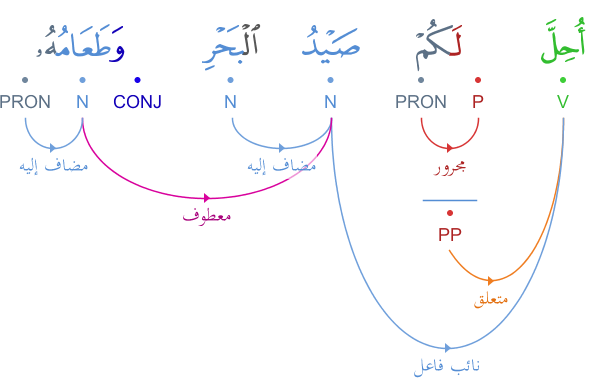 أُحِلَّ لَكُمْ صَيْدُ ٱلْبَحْرِ وَطَعَامُهُۥ
V P PRON N N CONJ N PRON
مجرور مضاف إليه مضاف إليه
معطوف
PP
متعلق
نائب فاعل